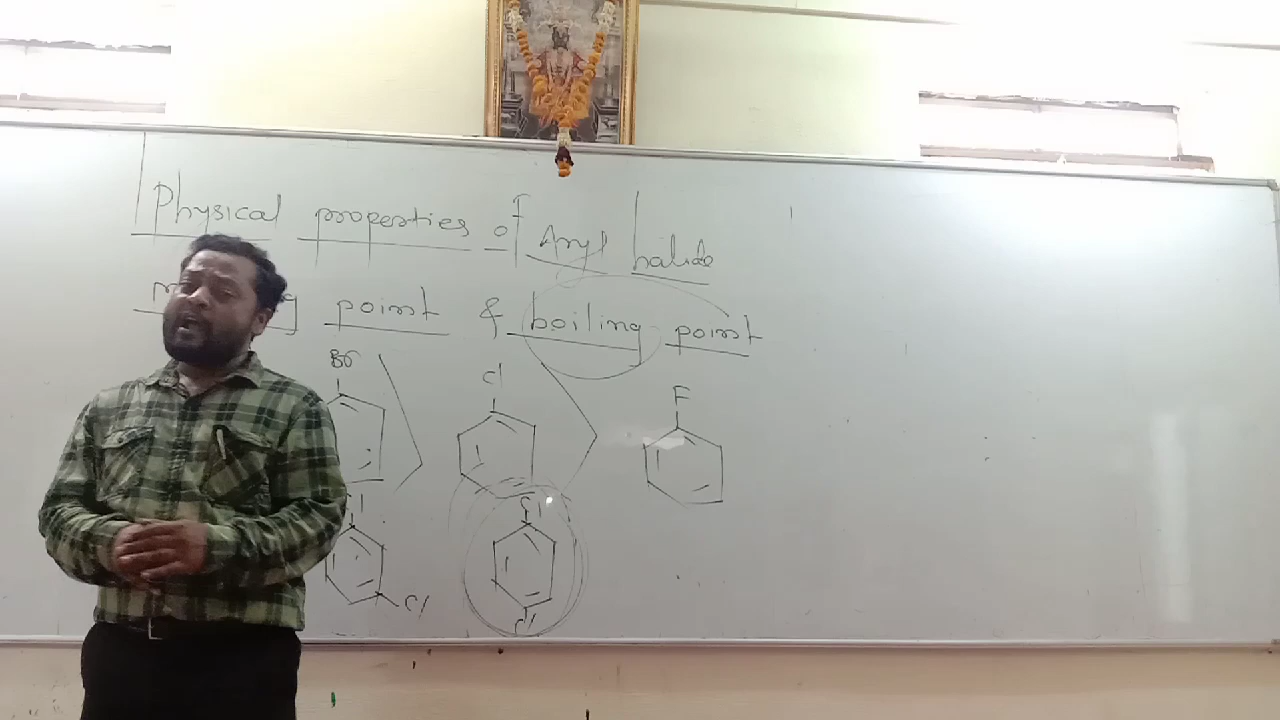 Physical properties of Aryl halide
point & boiling point
Br Cl F
Cl Cl
Cl Cl